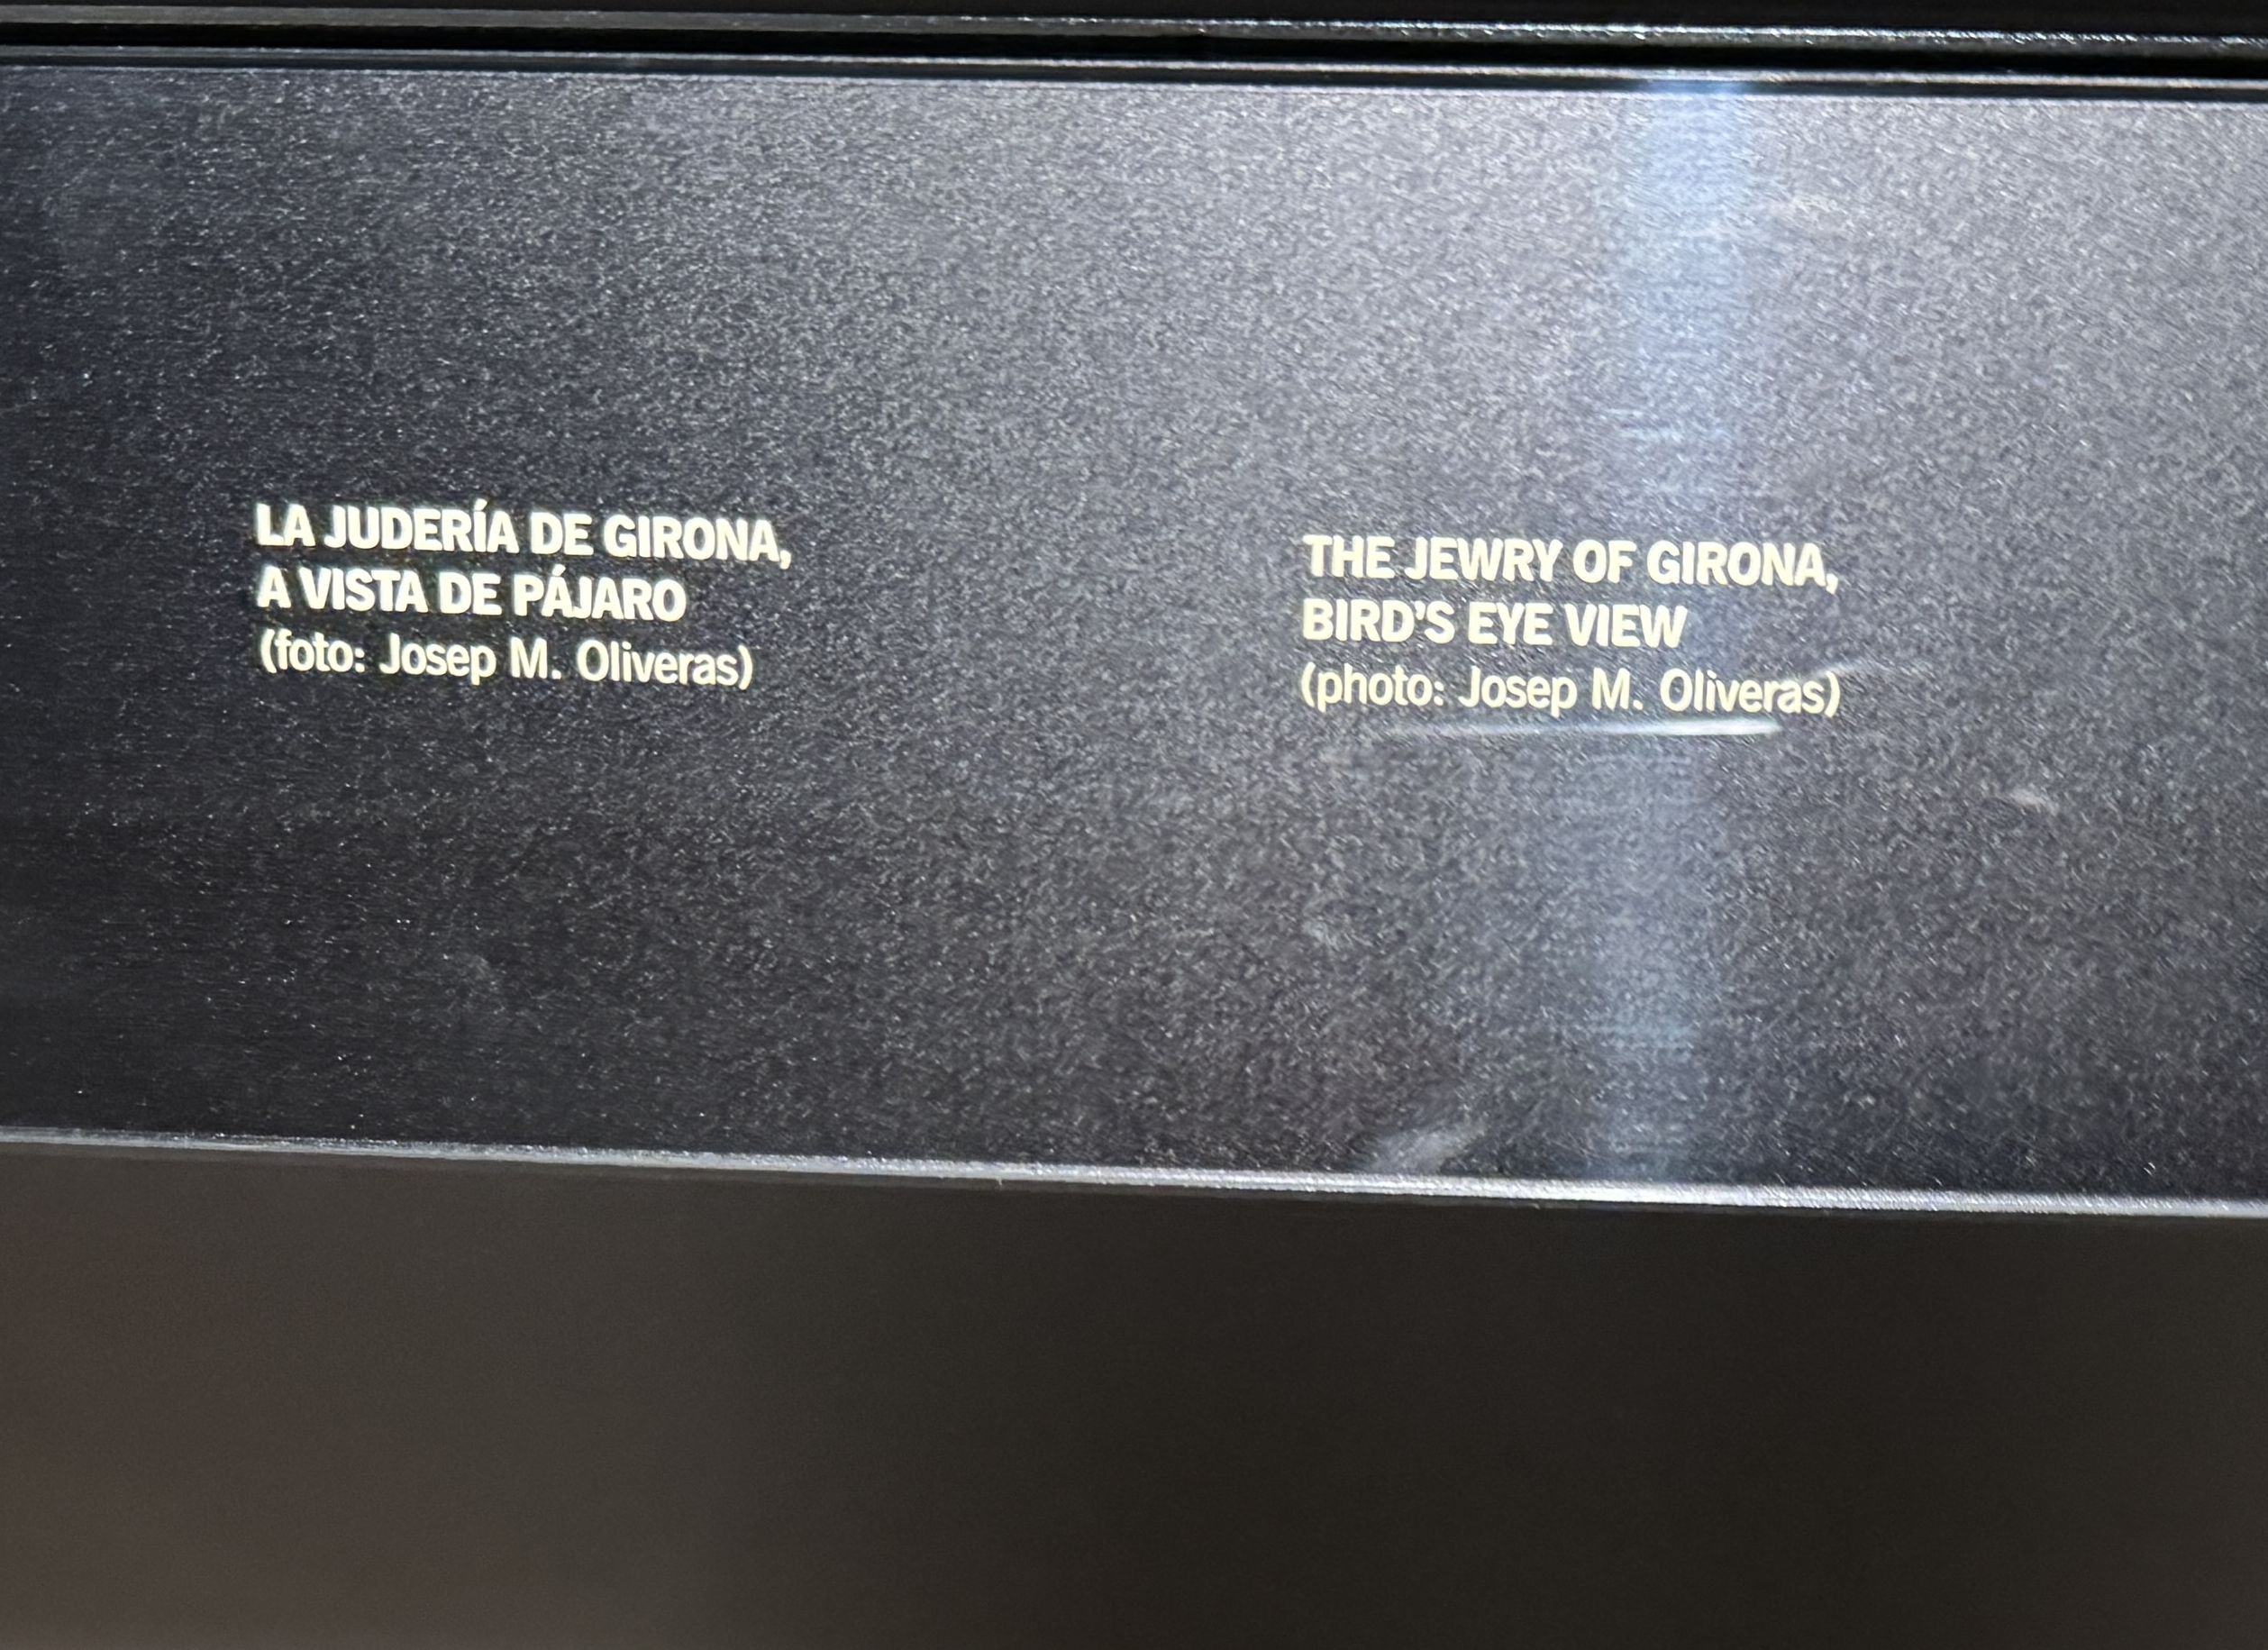 LA JUDERÍA DE GIRONA,
A VISTA DE PÁJARO
(foto: Josep M. Oliveras)
THE JEWRY OF GIRONA,
BIRD'S EYE VIEW
(photo: Josep M. Oliveras)